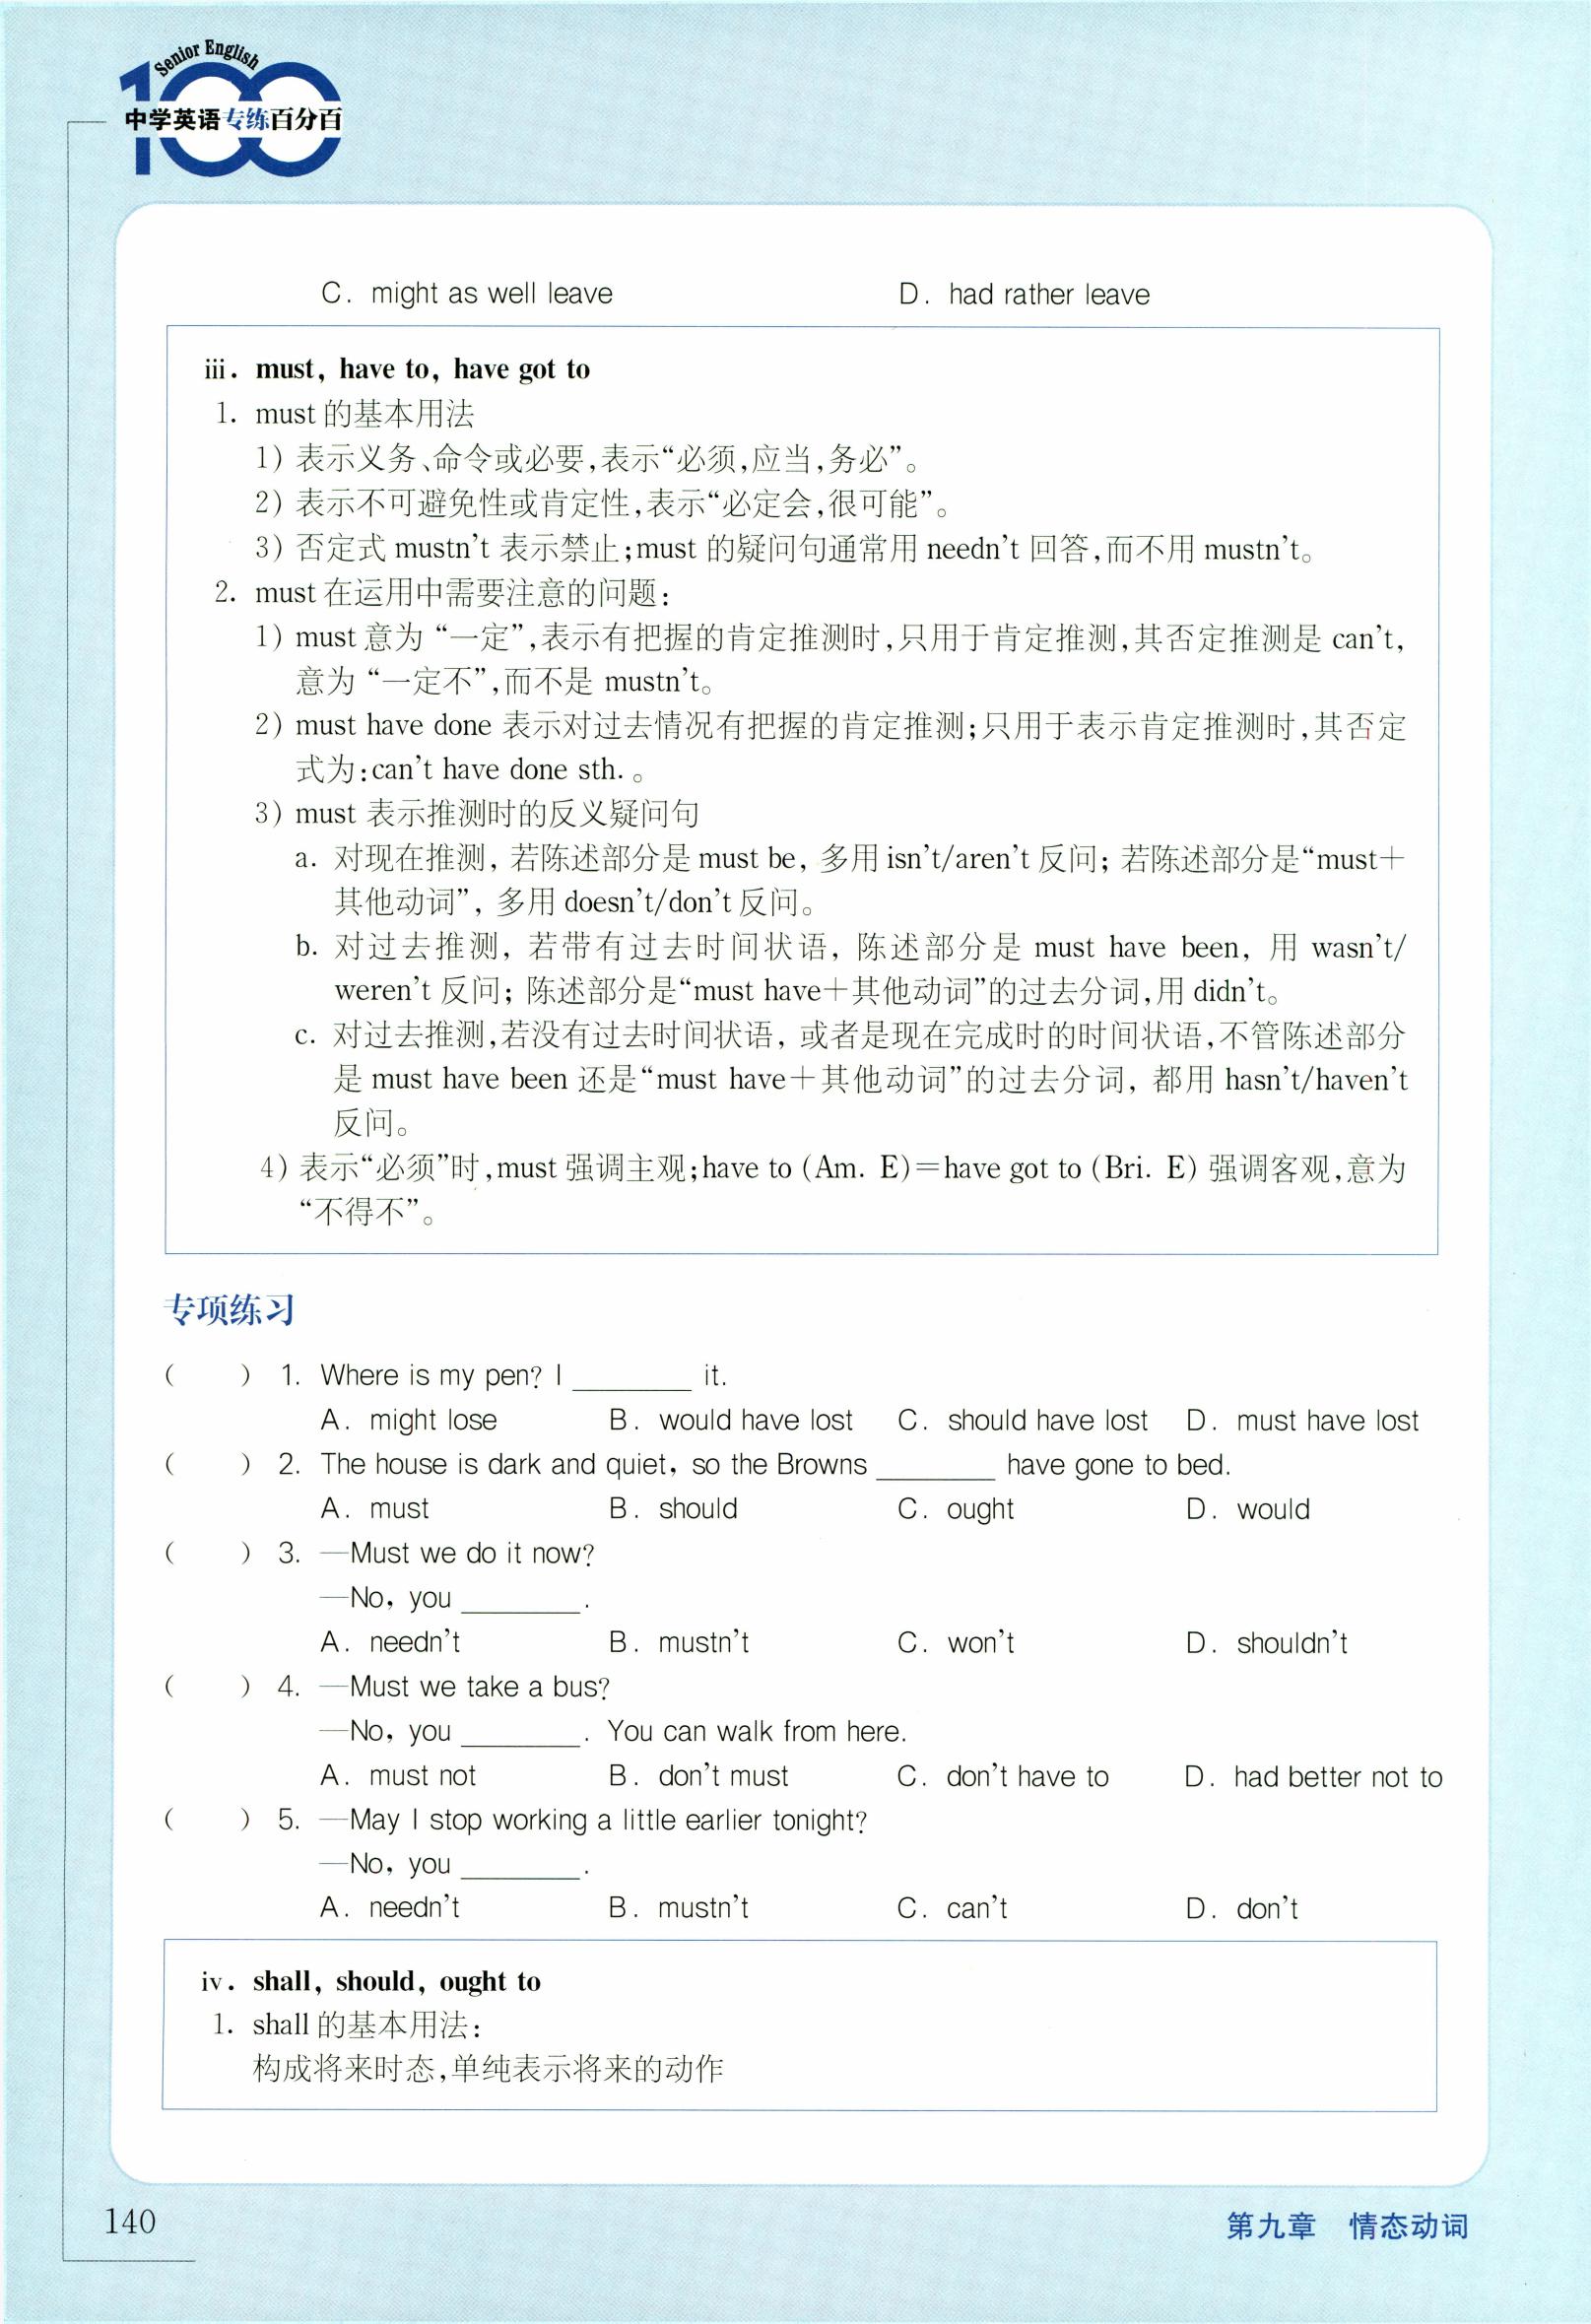 Senior English
100
中学英语专练百分百
C. might as well leave D. had rather leave
iii. must, have to, have got to
1. must 的基本用法
1) 表示义务、命令或必要,表示“必须,应当,务必”。
2) 表示不可避免性或肯定性,表示“必定会,很可能”。
3) 否定式 mustn't 表示禁止;must 的疑问句通常用 needn't 回答,而不用 mustn't。
2. must 在运用中需要注意的问题:
1) must 意为 “一定”,表示有把握的肯定推测时,只用于肯定推测,其否定推测是 can't,
意为 “一定不”,而不是 mustn't。
2) must have done 表示对过去情况有把握的肯定推测;只用于表示肯定推测时,其否定
式为:can't have done sth. 。
3) must 表示推测时的反义疑问句
a. 对现在推测, 若陈述部分是 must be, 多用 isn't/aren't 反问; 若陈述部分是“must+
其他动词”, 多用 doesn't/don't 反问。
b. 对过去推测, 若带有过去时间状语, 陈述部分是 must have been, 用 wasn't/
weren't 反问; 陈述部分是“must have+其他动词”的过去分词,用 didn't。
c. 对过去推测,若没有过去时间状语, 或者是现在完成时的时间状语,不管陈述部分
是 must have been 还是“must have+其他动词”的过去分词, 都用 hasn't/haven't
反问。
4) 表示“必须”时,must 强调主观;have to (Am. E)=have got to (Bri. E) 强调客观,意为
“不得不”。
专项练习
( ) 1. Where is my pen? I ________ it.
A. might lose B. would have lost C. should have lost D. must have lost
( ) 2. The house is dark and quiet, so the Browns ________ have gone to bed.
A. must B. should C. ought D. would
( ) 3. —Must we do it now?
—No, you ________.
A. needn't B. mustn't C. won't D. shouldn't
( ) 4. —Must we take a bus?
—No, you ________. You can walk from here.
A. must not B. don't must C. don't have to D. had better not to
( ) 5. —May I stop working a little earlier tonight?
—No, you ________.
A. needn't B. mustn't C. can't D. don't
iv. shall, should, ought to
1. shall 的基本用法:
构成将来时态,单纯表示将来的动作
140
第九章 情态动词